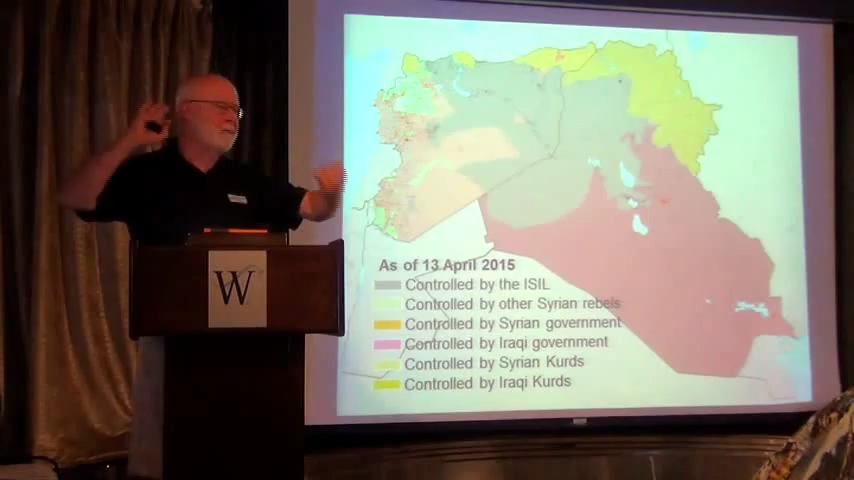 W
As of 13 April 2015
Controlled by the ISIL
Controlled by other Syrian rebels
Controlled by Syrian government
Controlled by Iraqi government
Controlled by Syrian Kurds
Controlled by Iraqi Kurds